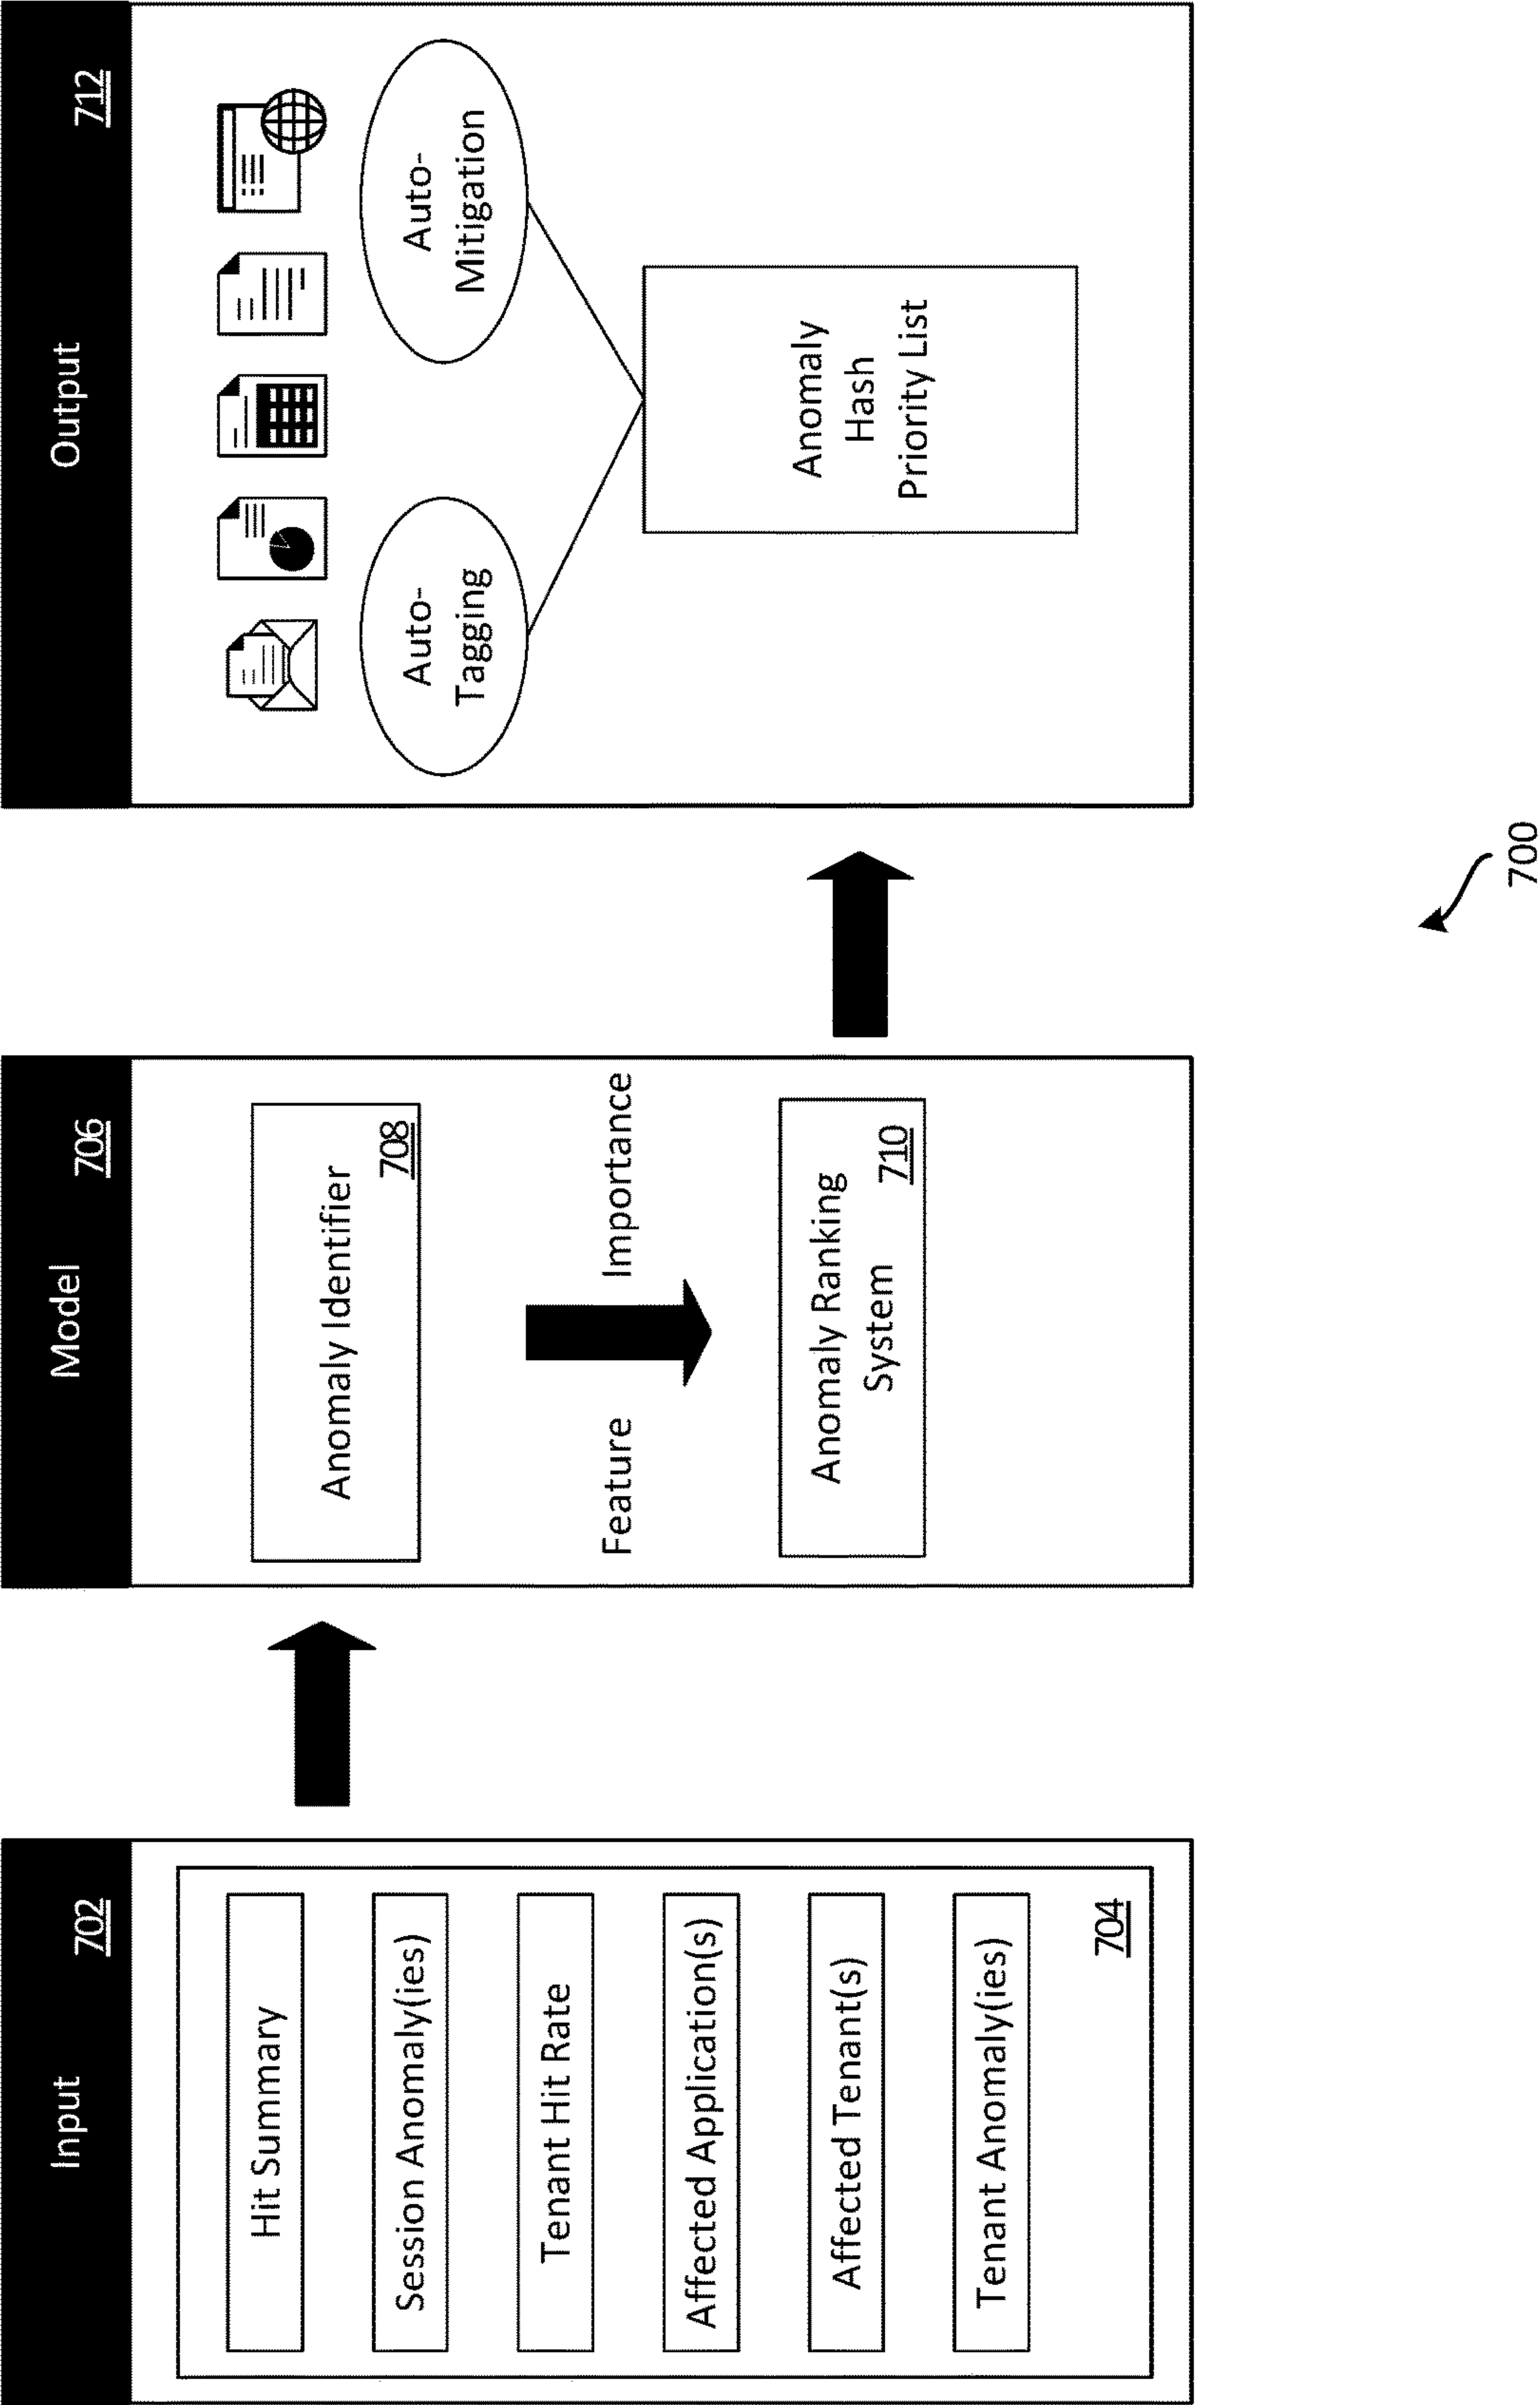 Input
702
Hit Summary
Session Anomaly(ies)
Tenant Hit Rate
Affected Application(s)
Affected Tenant(s)
Tenant Anomaly(ies)
704
Model
706
Anomaly Identifier
708
Feature
Importance
Anomaly Ranking
System
710
Output
712
Auto-
Tagging
Auto-
Mitigation
Anomaly
Hash
Priority List
700